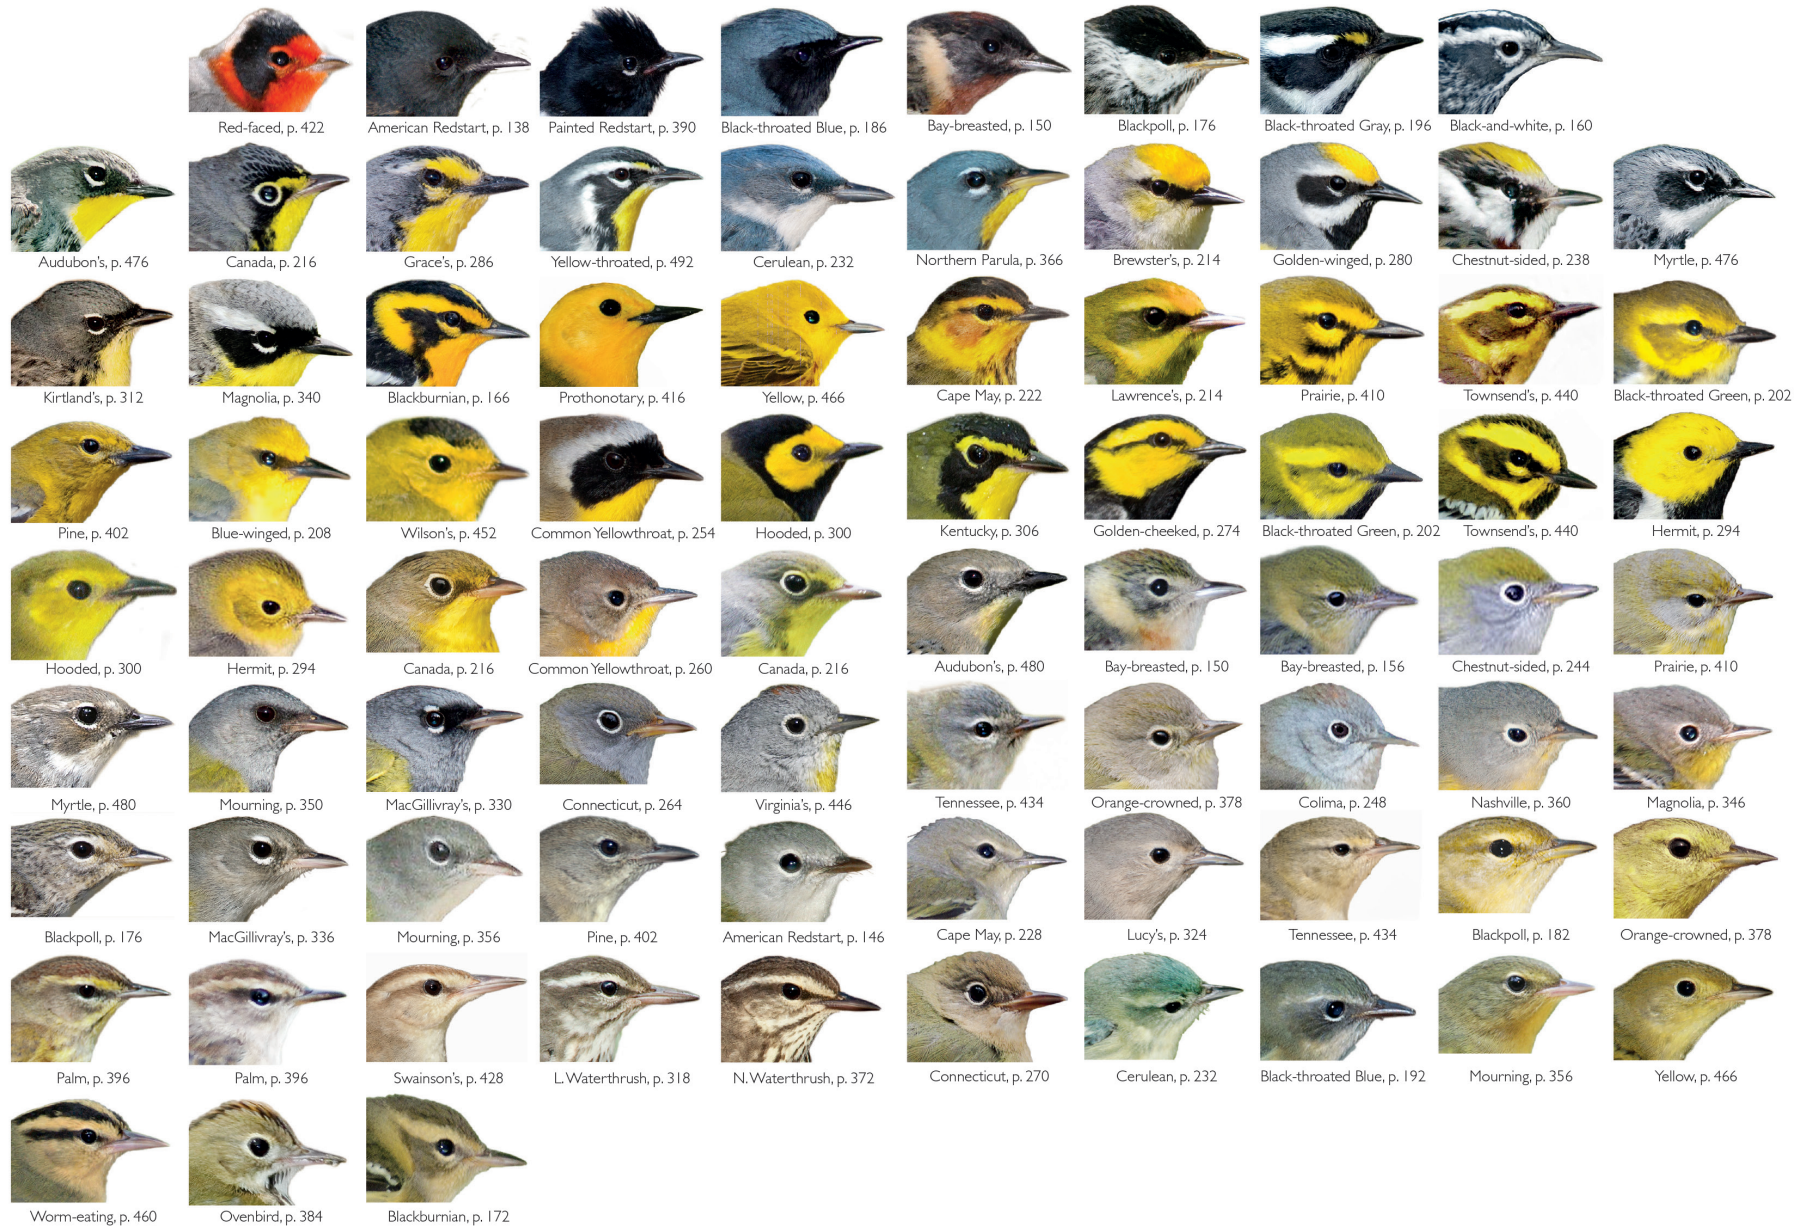 Red-faced, p. 422
American Redstart, p. 138
Painted Redstart, p. 390
Black-throated Blue, p. 186
Bay-breasted, p. 150
Blackpoll, p. 176
Black-throated Gray, p. 196
Black-and-white, p. 160
Audubon's, p. 476
Canada, p. 216
Grace's, p. 286
Yellow-throated, p. 492
Cerulean, p. 232
Northern Parula, p. 366
Brewster's, p. 214
Golden-winged, p. 280
Chestnut-sided, p. 238
Myrtle, p. 476
Kirtland's, p. 312
Magnolia, p. 340
Blackburnian, p. 166
Prothonotary, p. 416
Yellow, p. 466
Cape May, p. 222
Lawrence's, p. 214
Prairie, p. 410
Townsend's, p. 440
Black-throated Green, p. 202
Pine, p. 402
Blue-winged, p. 208
Wilson's, p. 452
Common Yellowthroat, p. 254
Hooded, p. 300
Kentucky, p. 306
Golden-cheeked, p. 274
Black-throated Green, p. 202
Townsend's, p. 440
Hermit, p. 294
Hooded, p. 300
Hermit, p. 294
Canada, p. 216
Common Yellowthroat, p. 260
Canada, p. 216
Audubon's, p. 480
Bay-breasted, p. 150
Bay-breasted, p. 156
Chestnut-sided, p. 244
Prairie, p. 410
Myrtle, p. 480
Mourning, p. 350
MacGillivray's, p. 330
Connecticut, p. 264
Virginia's, p. 446
Tennessee, p. 434
Orange-crowned, p. 378
Colima, p. 248
Nashville, p. 360
Magnolia, p. 346
Blackpoll, p. 176
MacGillivray's, p. 336
Mourning, p. 356
Pine, p. 402
American Redstart, p. 146
Cape May, p. 228
Lucy's, p. 324
Tennessee, p. 434
Blackpoll, p. 182
Orange-crowned, p. 378
Palm, p. 396
Palm, p. 396
Swainson's, p. 428
L. Waterthrush, p. 318
N. Waterthrush, p. 372
Connecticut, p. 270
Cerulean, p. 232
Black-throated Blue, p. 192
Mourning, p. 356
Yellow, p. 466
Worm-eating, p. 460
Ovenbird, p. 384
Blackburnian, p. 172